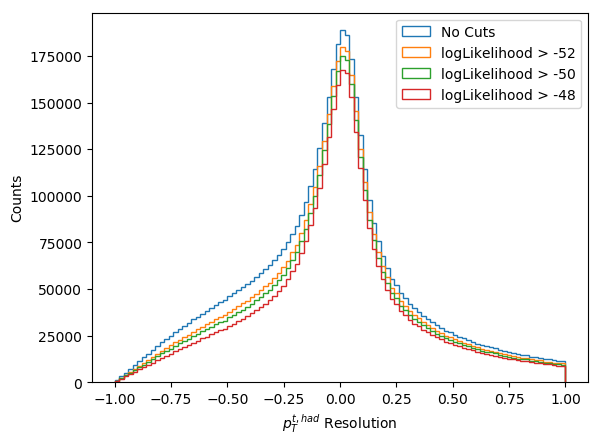 No Cuts
logLikelihood > -52
logLikelihood > -50
logLikelihood > -48
Counts
175000
150000
125000
100000
75000
50000
25000
0
−1.00 −0.75 −0.50 −0.25 0.00 0.25 0.50 0.75 1.00
$p_T^{t,had}$ Resolution